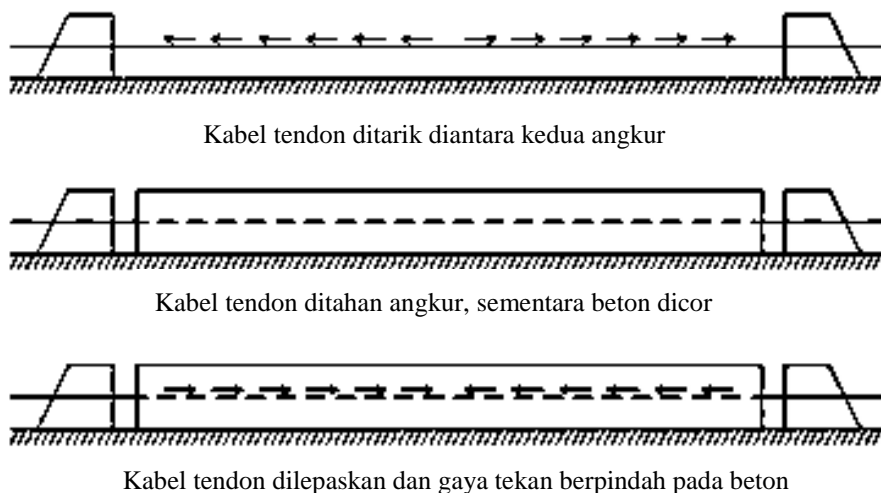 Kabel tendon ditarik diantara kedua angkur
Kabel tendon ditahan angkur, sementara beton dicor
Kabel tendon dilepaskan dan gaya tekan berpindah pada beton